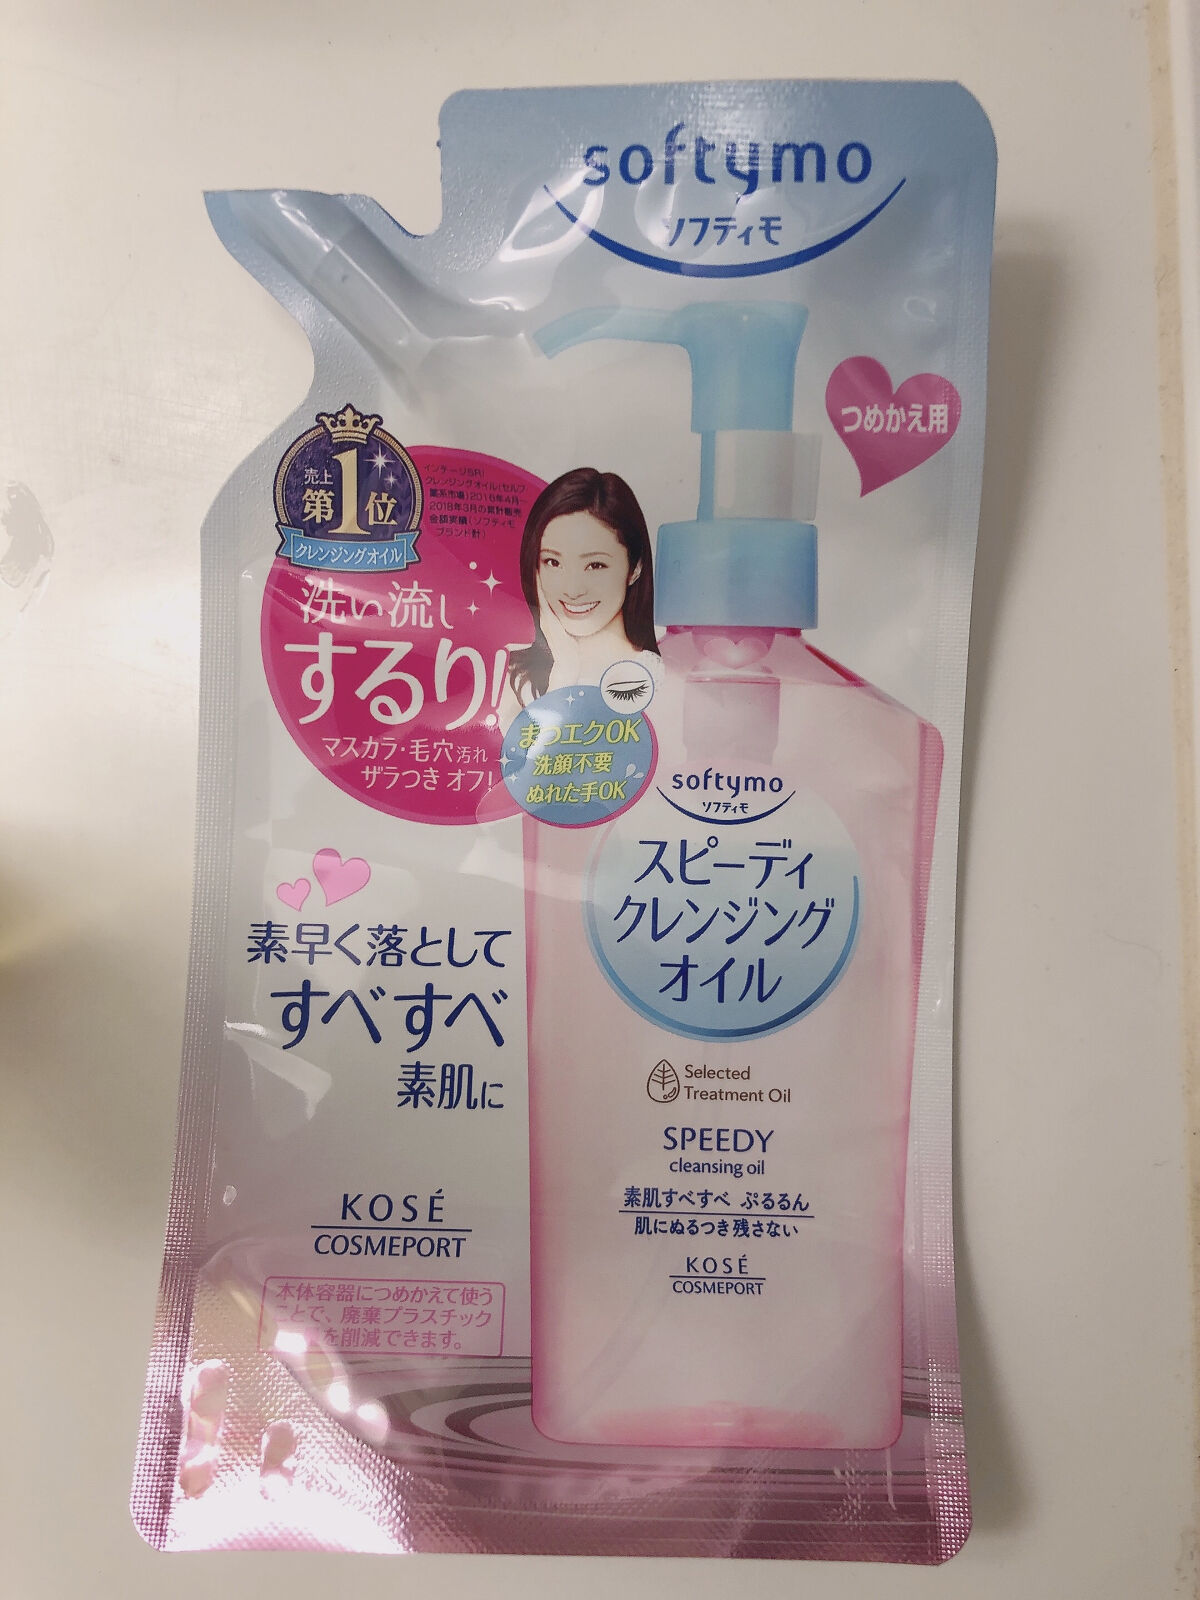 softymo
ソフティモ
つめかえ用
売上
第1位
クレンジングオイル
インテージSRI
クレンジングオイル(セルフ
薬系市場)2016年4月〜
2018年3月の累計販売
金額実績(ソフティモ
ブランド計)
洗い流し
するり!
マスカラ・毛穴汚れ
ザラつき オフ!
まつエクOK
洗顔不要
ぬれた手OK
softymo
ソフティモ
スピーディ
クレンジング
オイル
素早く落として
すべすべ
素肌に
Selected
Treatment Oil
SPEEDY
cleansing oil
素肌すべすべ ぷるるん
肌にぬるつき残さない
KOSÉ
COSMEPORT
KOSÉ
COSMEPORT
本体容器につめかえて使う
ことで、廃棄プラスチック
を削減できます。